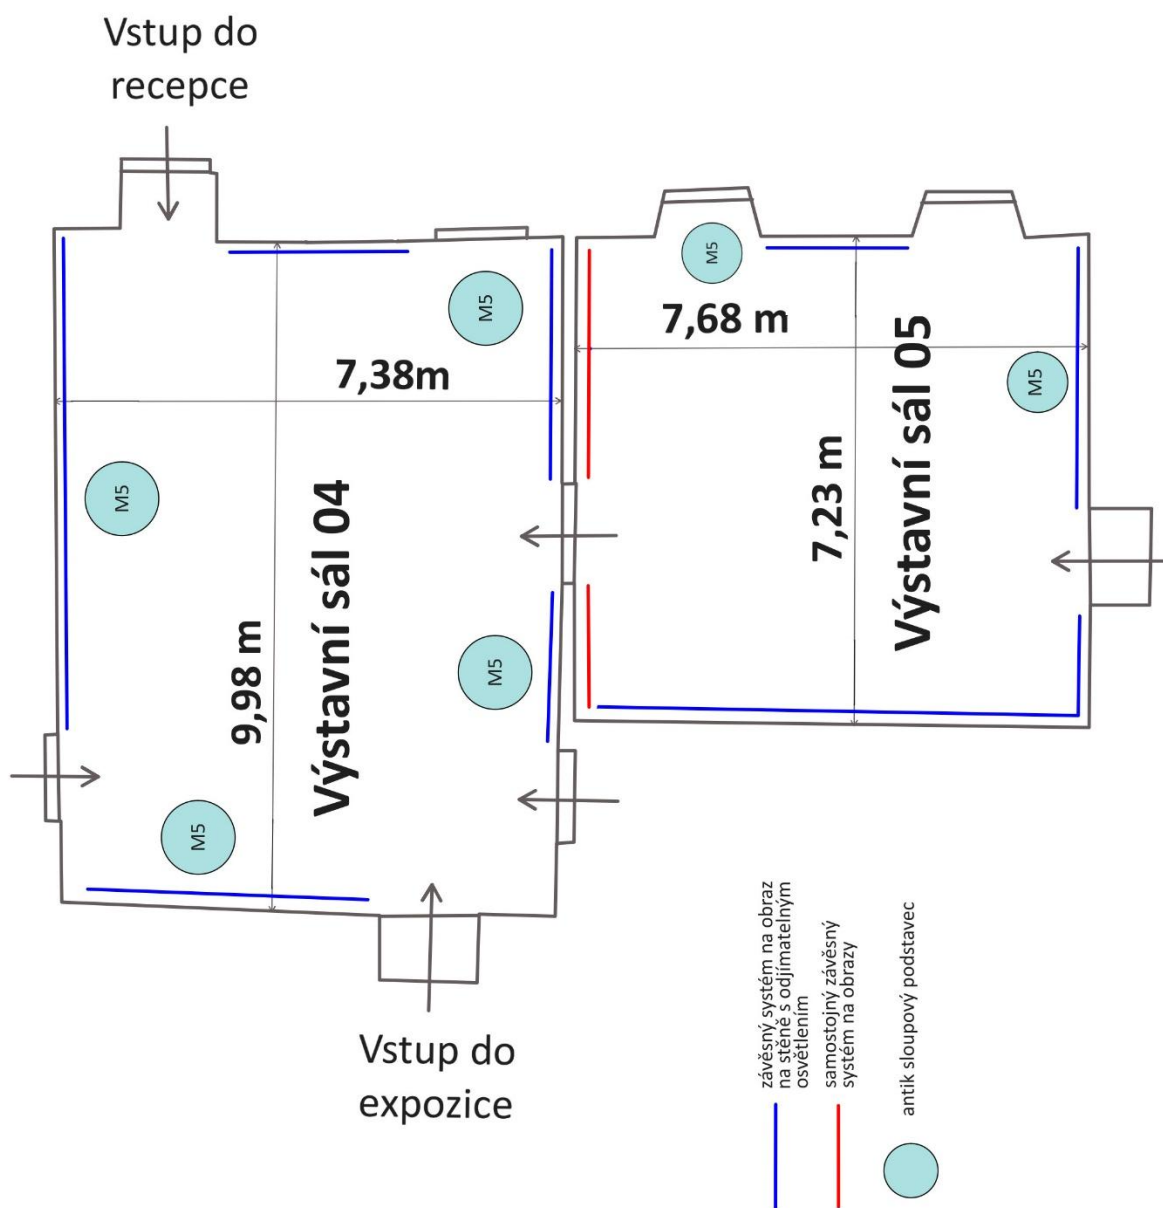 Vstup do
recepce
M5
M5
7,68 m
7,38m
M5
M5
Výstavní sál 05
7,23 m
Výstavní sál 04
9,98 m
M5
M5
Vstup do
expozice
závěsný systém na obraz
na stěně s odjímatelným
osvětlením
samostojný závěsný
systém na obrazy
antik sloupový podstavec